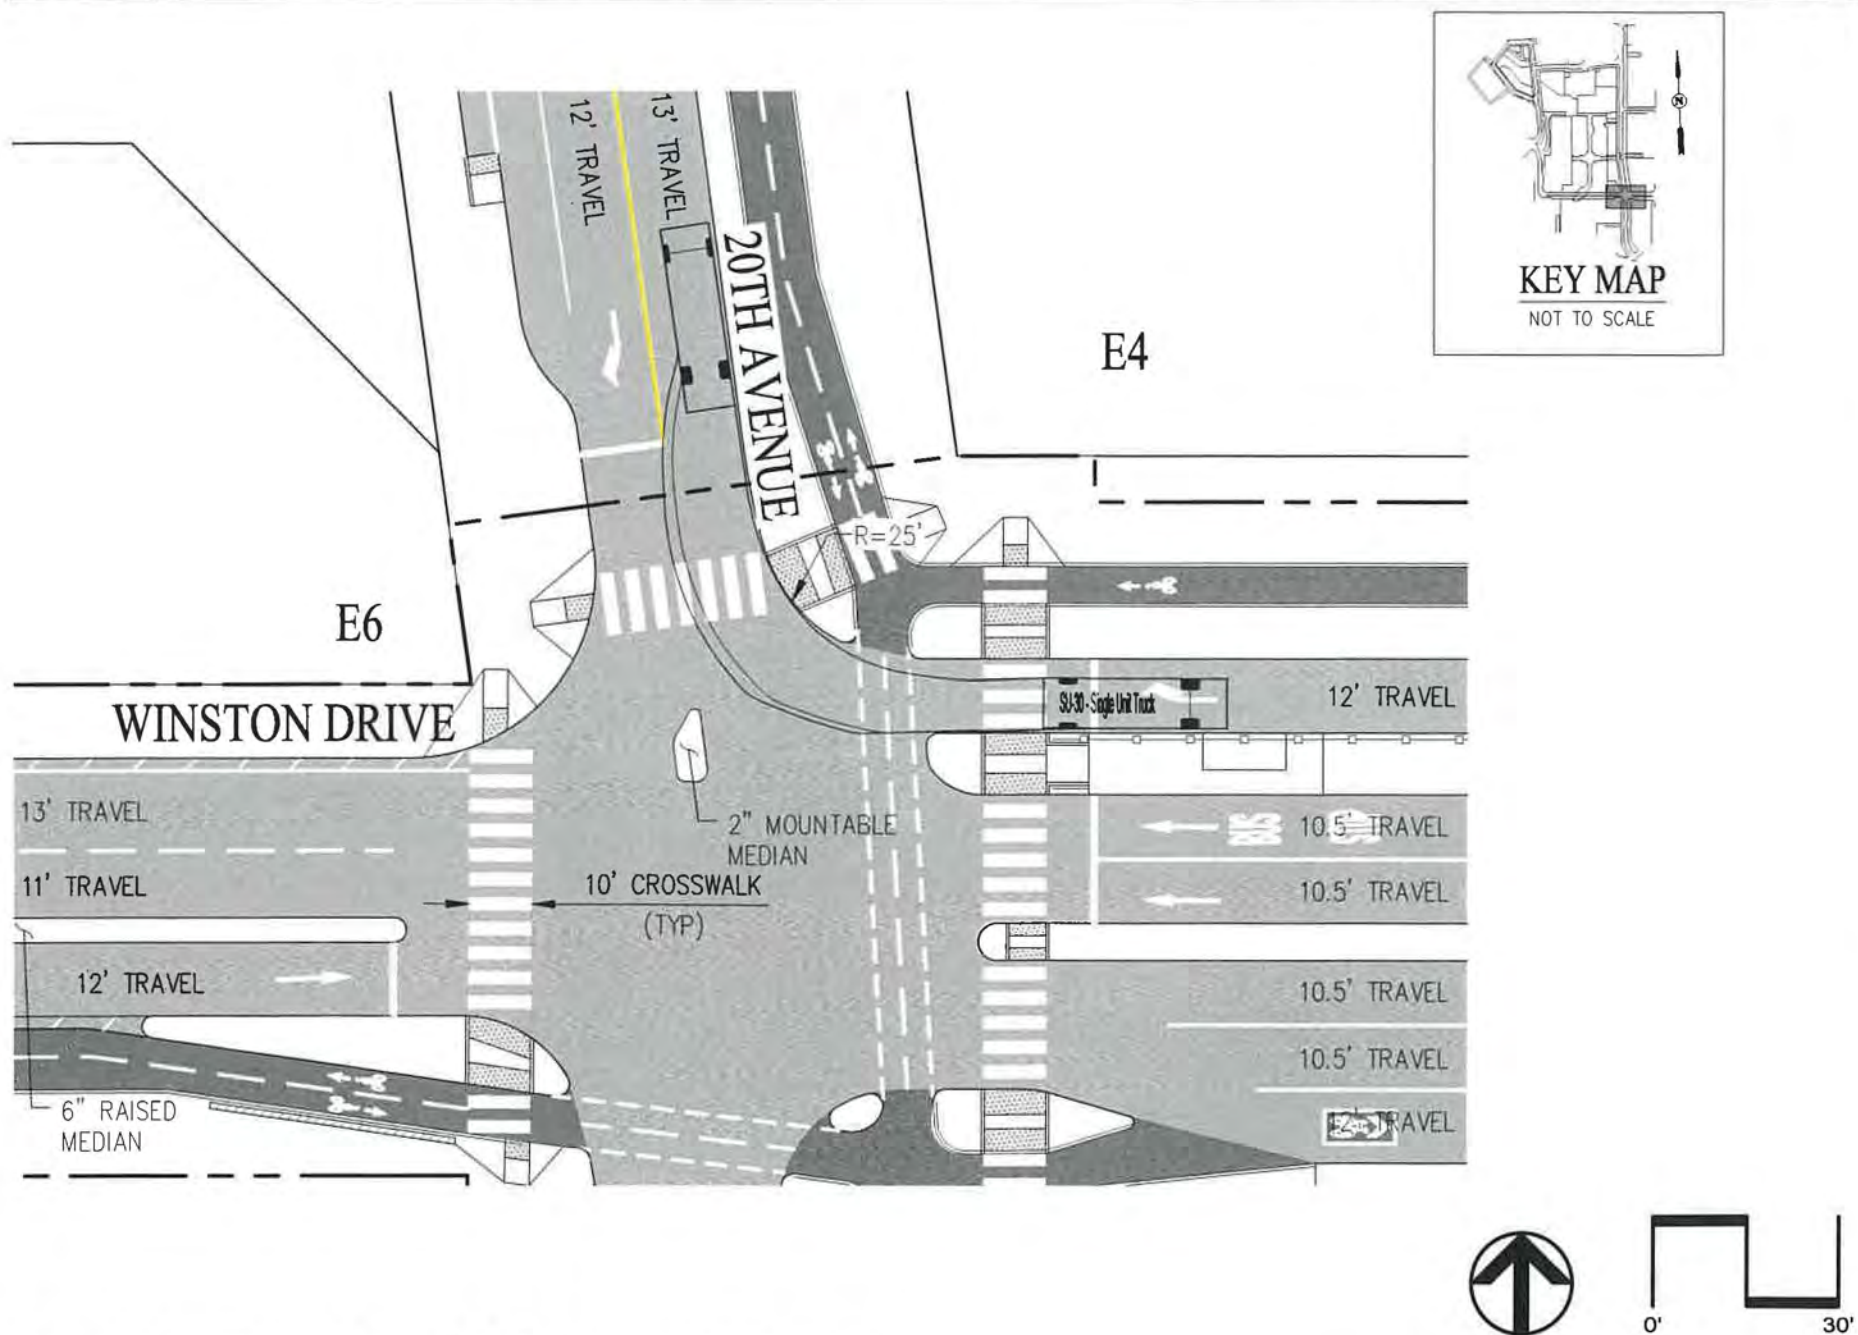 12' TRAVEL
13' TRAVEL
20TH AVENUE
N
KEY MAP
NOT TO SCALE
E4
R=25'
E6
WINSTON DRIVE
SU-30 - Single Unit Truck
12' TRAVEL
13' TRAVEL
2" MOUNTABLE
MEDIAN
BUS
10.5' TRAVEL
11' TRAVEL
10' CROSSWALK
(TYP)
10.5' TRAVEL
12' TRAVEL
10.5' TRAVEL
10.5' TRAVEL
6" RAISED
MEDIAN
12' TRAVEL
0'
30'